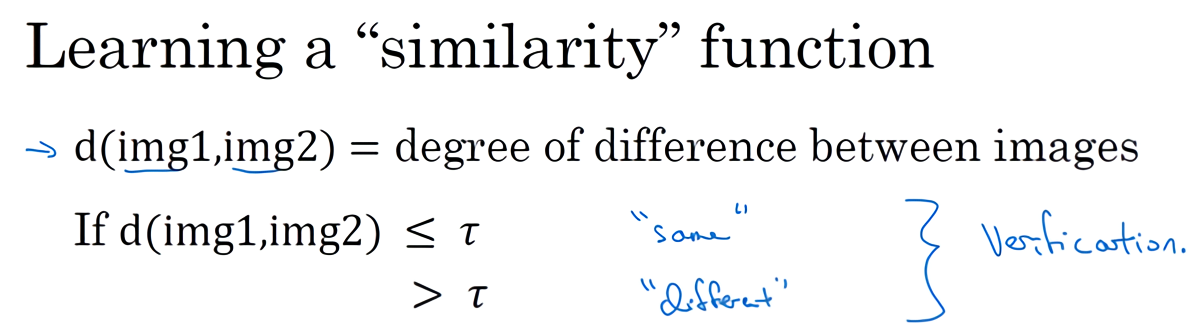 Learning a “similarity” function
→ d(img1,img2) = degree of difference between images
If d(img1,img2) ≤ τ "same"
> τ "different"
} Verification.